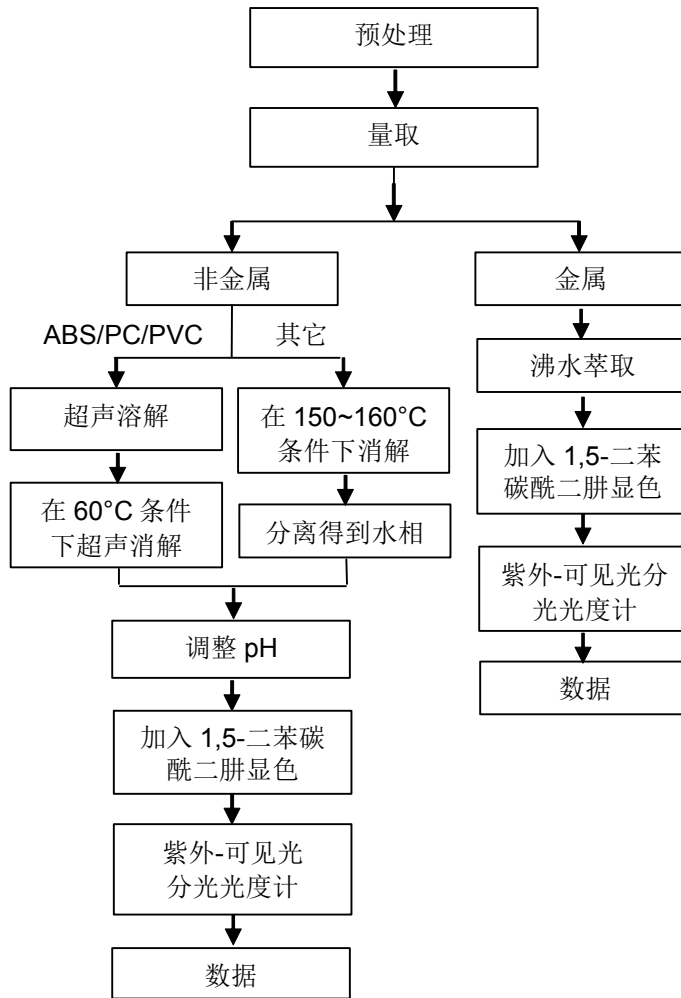 预处理
量取
非金属
金属
ABS/PC/PVC
其它
沸水萃取
超声溶解
在 150~160°C
条件下消解
加入 1,5-二苯
碳酰二肼显色
在 60°C 条件
下超声消解
分离得到水相
紫外-可见光分
光光度计
调整 pH
数据
加入 1,5-二苯碳
酰二肼显色
紫外-可见光
分光光度计
数据